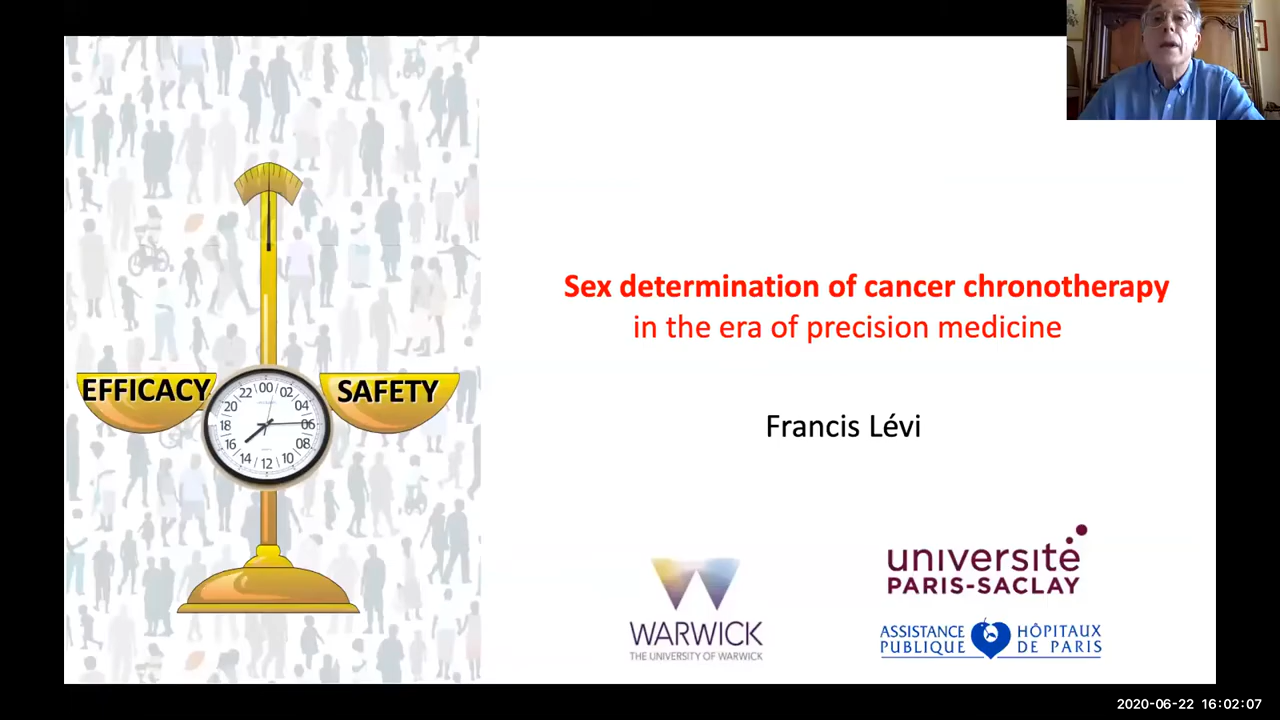 EFFICACY
SAFETY
00
02
04
06
08
10
12
14
16
18
20
22
Sex determination of cancer chronotherapy
in the era of precision medicine
Francis Lévi
WARWICK
THE UNIVERSITY OF WARWICK
université
PARIS-SACLAY
ASSISTANCE
PUBLIQUE
HÔPITAUX
DE PARIS
2020-06-22 16:02:07